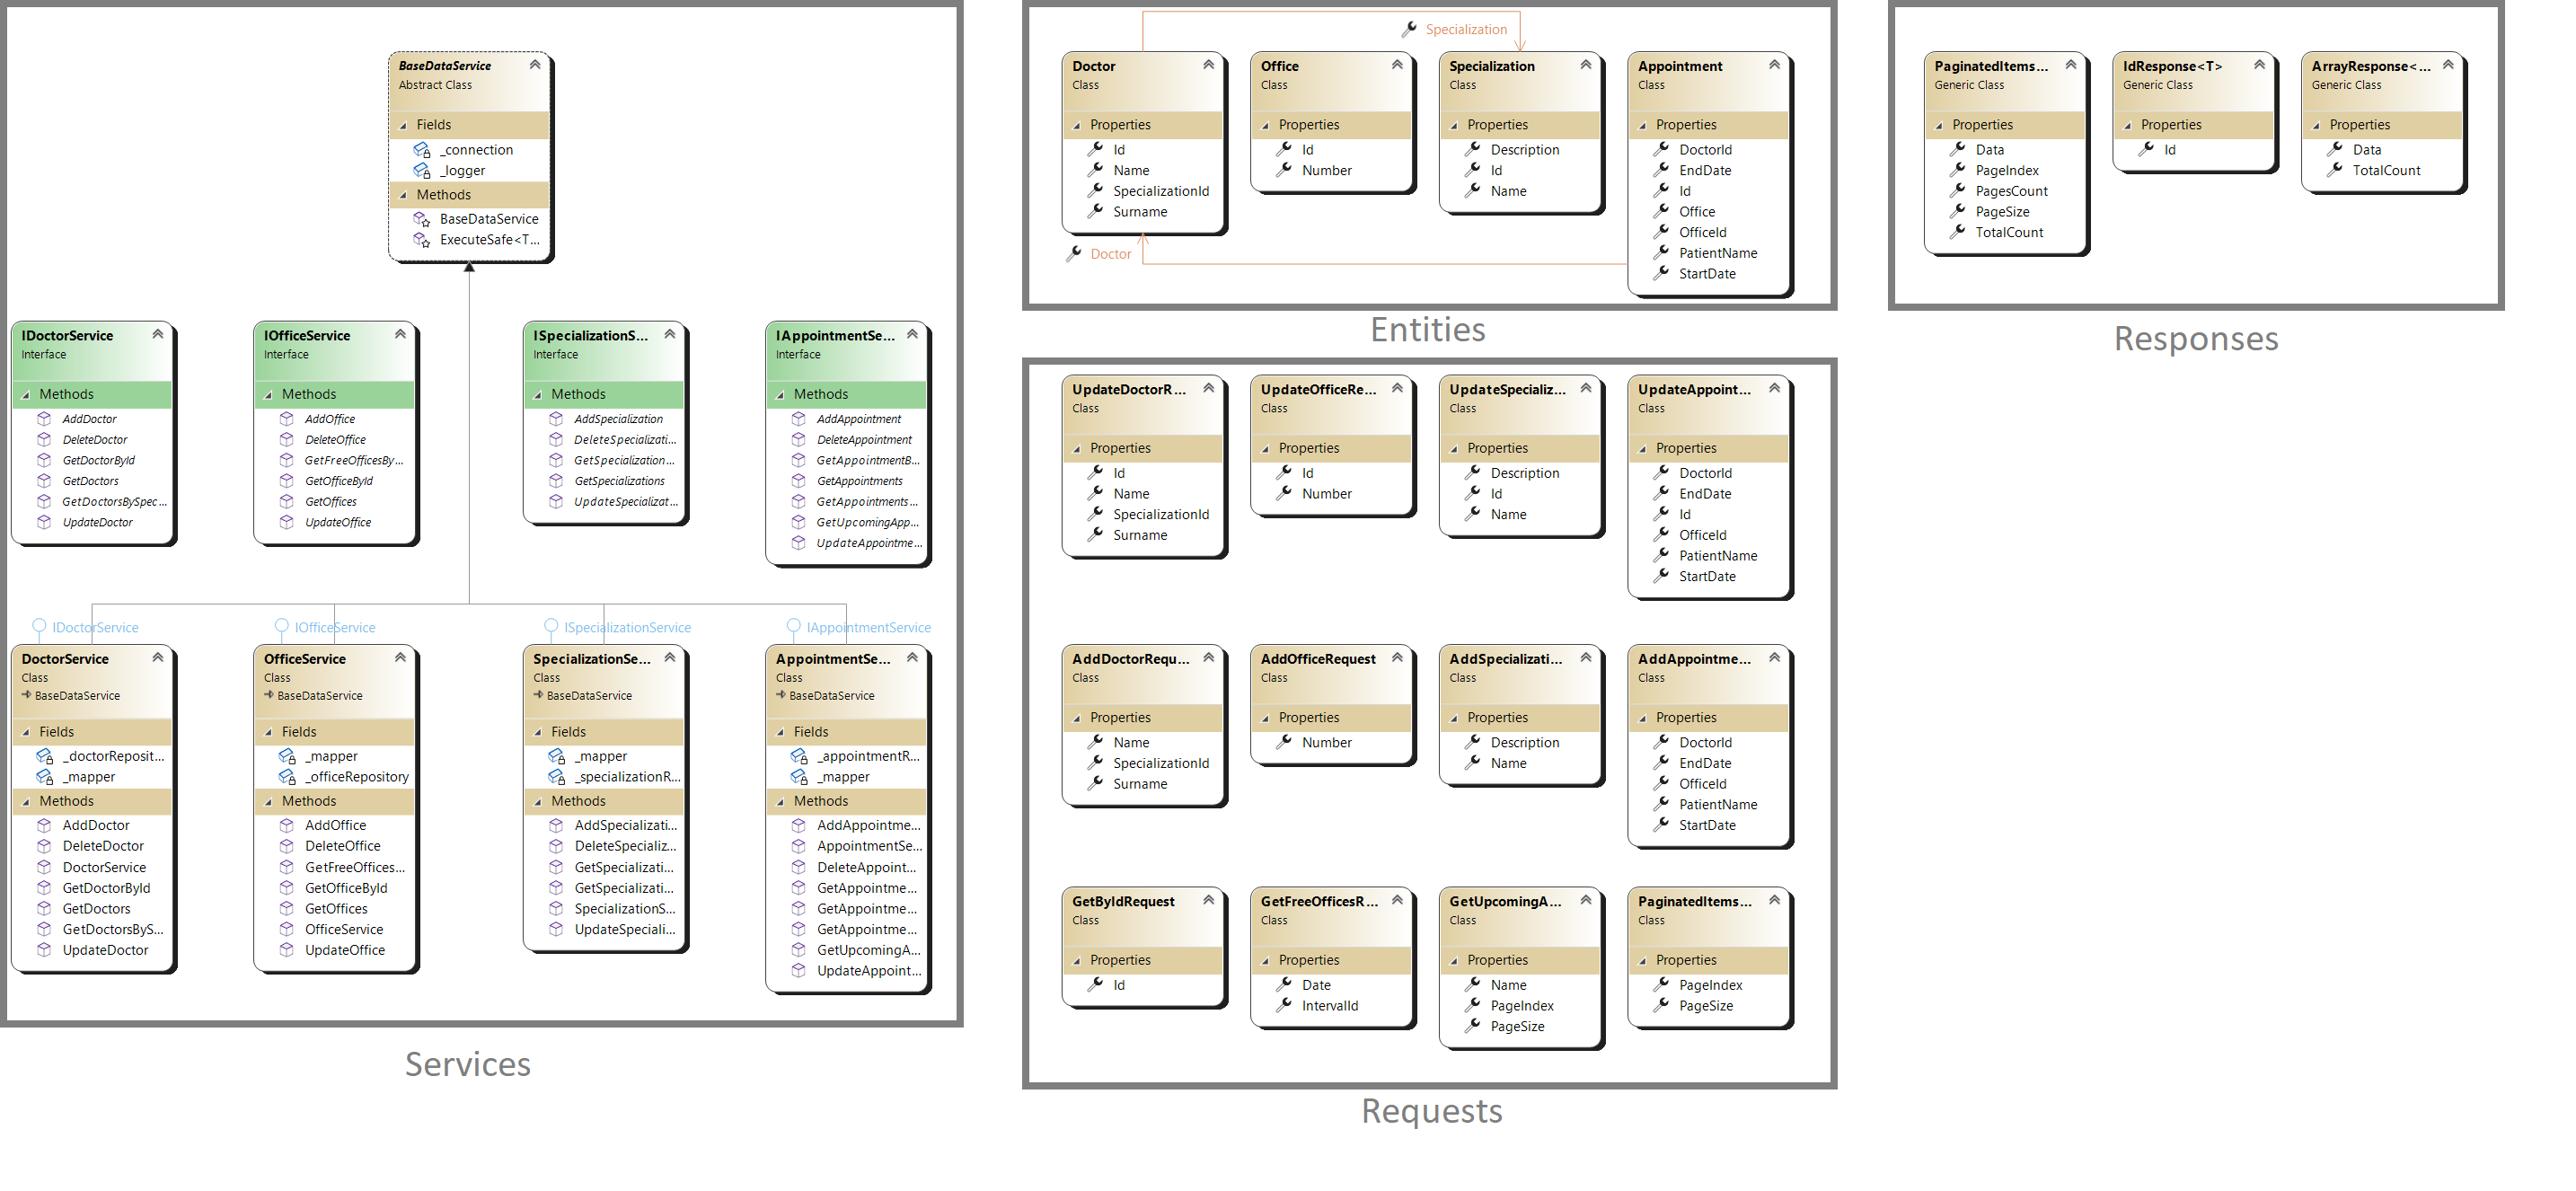 BaseDataService
Abstract Class
Fields
_connection
_logger
Methods
BaseDataService
ExecuteSafe<T...
IDoctorService
Interface
Methods
AddDoctor
DeleteDoctor
GetDoctorById
GetDoctors
GetDoctorsBySpec...
UpdateDoctor
IOfficeService
Interface
Methods
AddOffice
DeleteOffice
GetFreeOfficesBy...
GetOfficeById
GetOffices
UpdateOffice
ISpecializationS...
Interface
Methods
AddSpecialization
DeleteSpecializati...
GetSpecialization...
GetSpecializations
UpdateSpecializat...
IAppointmentSe...
Interface
Methods
AddAppointment
DeleteAppointment
GetAppointmentB...
GetAppointments
GetAppointments...
GetUpcomingApp...
UpdateAppointme...
IDoctorService
DoctorService
Class
BaseDataService
Fields
_doctorReposit...
_mapper
Methods
AddDoctor
DeleteDoctor
DoctorService
GetDoctorById
GetDoctors
GetDoctorsByS...
UpdateDoctor
IOfficeService
OfficeService
Class
BaseDataService
Fields
_mapper
_officeRepository
Methods
AddOffice
DeleteOffice
GetFreeOffices...
GetOfficeById
GetOffices
OfficeService
UpdateOffice
ISpecializationService
SpecializationSe...
Class
BaseDataService
Fields
_mapper
_specializationR...
Methods
AddSpecializati...
DeleteSpecializ...
GetSpecializati...
GetSpecializati...
SpecializationS...
UpdateSpeciali...
IAppointmentService
AppointmentSe...
Class
BaseDataService
Fields
_appointmentR...
_mapper
Methods
AddAppointme...
AppointmentSe...
DeleteAppoint...
GetAppointme...
GetAppointme...
GetAppointme...
GetUpcomingA...
UpdateAppoint...
Services
Specialization
Doctor
Class
Properties
Id
Name
SpecializationId
Surname
Office
Class
Properties
Id
Number
Specialization
Class
Properties
Description
Id
Name
Appointment
Class
Properties
DoctorId
EndDate
Id
Office
OfficeId
PatientName
StartDate
Doctor
Entities
UpdateDoctorR...
Class
Properties
Id
Name
SpecializationId
Surname
UpdateOfficeRe...
Class
Properties
Id
Number
UpdateSpecializ...
Class
Properties
Description
Id
Name
UpdateAppoint...
Class
Properties
DoctorId
EndDate
Id
OfficeId
PatientName
StartDate
AddDoctorRequ...
Class
Properties
Name
SpecializationId
Surname
AddOfficeRequest
Class
Properties
Number
AddSpecializati...
Class
Properties
Description
Name
AddAppointme...
Class
Properties
DoctorId
EndDate
OfficeId
PatientName
StartDate
GetByIdRequest
Class
Properties
Id
GetFreeOfficesR...
Class
Properties
Date
IntervalId
GetUpcomingA...
Class
Properties
Name
PageIndex
PageSize
PaginatedItems...
Class
Properties
PageIndex
PageSize
Requests
PaginatedItems...
Generic Class
Properties
Data
PageIndex
PagesCount
PageSize
TotalCount
IdResponse<T>
Generic Class
Properties
Id
ArrayResponse<...
Generic Class
Properties
Data
TotalCount
Responses